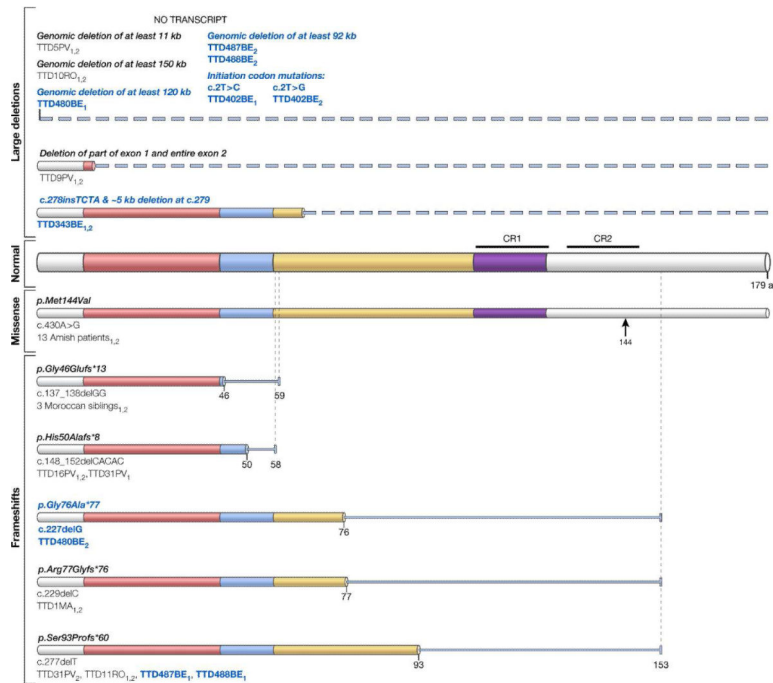 NO TRANSCRIPT
Large deletions
Genomic deletion of at least 11 kb
TTD5PV1,2
Genomic deletion of at least 150 kb
TTD10RO1,2
Genomic deletion of at least 120 kb
TTD480BE1
Genomic deletion of at least 92 kb
TTD487BE2
TTD488BE2
Initiation codon mutations:
c.2T>C c.2T>G
TTD402BE1 TTD402BE2
Deletion of part of exon 1 and entire exon 2
TTD9PV1,2
c.278insTCTA & ~5 kb deletion at c.279
TTD343BE1,2
Normal
CR1 CR2
179 a
Missense
p.Met144Val
c.430A>G
13 Amish patients1,2
144
Frameshifts
p.Gly46Glufs*13
c.137_138delGG
3 Moroccan siblings1,2
46 59
p.His50Alafs*8
c.148_152delCACAC
TTD16PV1,2,TTD31PV1
50 58
p.Gly76Ala*77
c.227delG
TTD480BE2
76
p.Arg77Glyfs*76
c.229delC
TTD1MA1,2
77
p.Ser93Profs*60
c.277delT
TTD31PV2, TTD11RO1,2, TTD487BE1, TTD488BE1
93 153